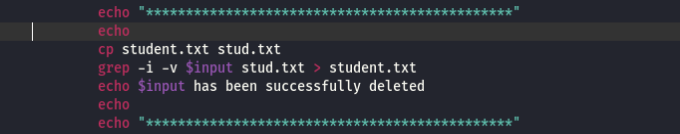 echo "**********************************************"
echo
cp student.txt stud.txt
grep -i -v $input stud.txt > student.txt
echo $input has been successfully deleted
echo
echo "**********************************************"